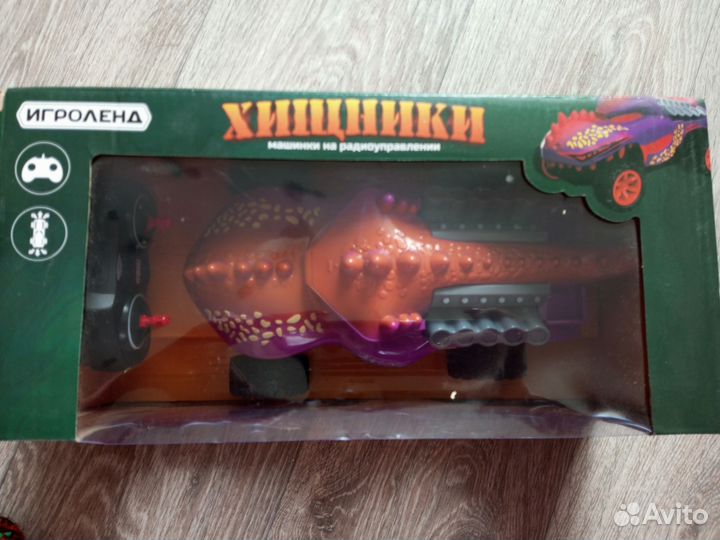 ИГРОЛЕНД
ХИЩНИКИ
машинки на радиоуправлении
Avito